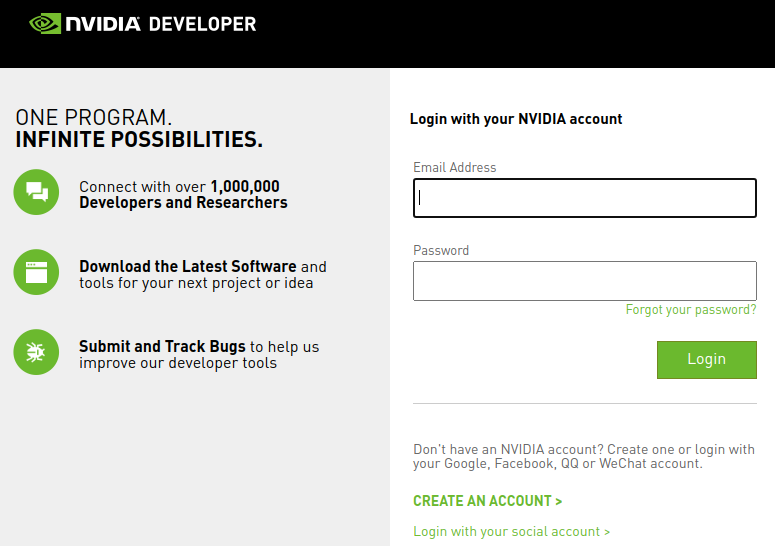 NVIDIA DEVELOPER
ONE PROGRAM.
INFINITE POSSIBILITIES.
Connect with over 1,000,000
Developers and Researchers
Download the Latest Software and
tools for your next project or idea
Submit and Track Bugs to help us
improve our developer tools
Login with your NVIDIA account
Email Address
Password
Forgot your password?
Login
Don't have an NVIDIA account? Create one or login with
your Google, Facebook, QQ or WeChat account.
CREATE AN ACCOUNT >
Login with your social account >